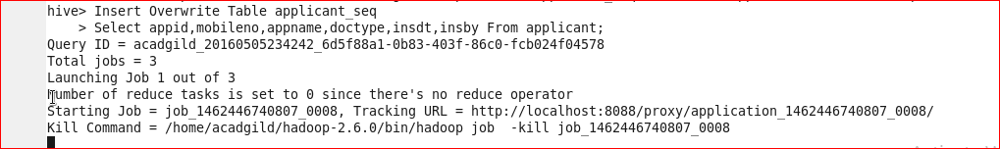 hive> Insert Overwrite Table applicant_seq
    > Select appid,mobileno,appname,doctype,insdt,insby From applicant;
Query ID = acadgild_20160505234242_6d5f88a1-0b83-403f-86c0-fcb024f04578
Total jobs = 3
Launching Job 1 out of 3
Number of reduce tasks is set to 0 since there's no reduce operator
Starting Job = job_1462446740807_0008, Tracking URL = http://localhost:8088/proxy/application_1462446740807_0008/
Kill Command = /home/acadgild/hadoop-2.6.0/bin/hadoop job  -kill job_1462446740807_0008